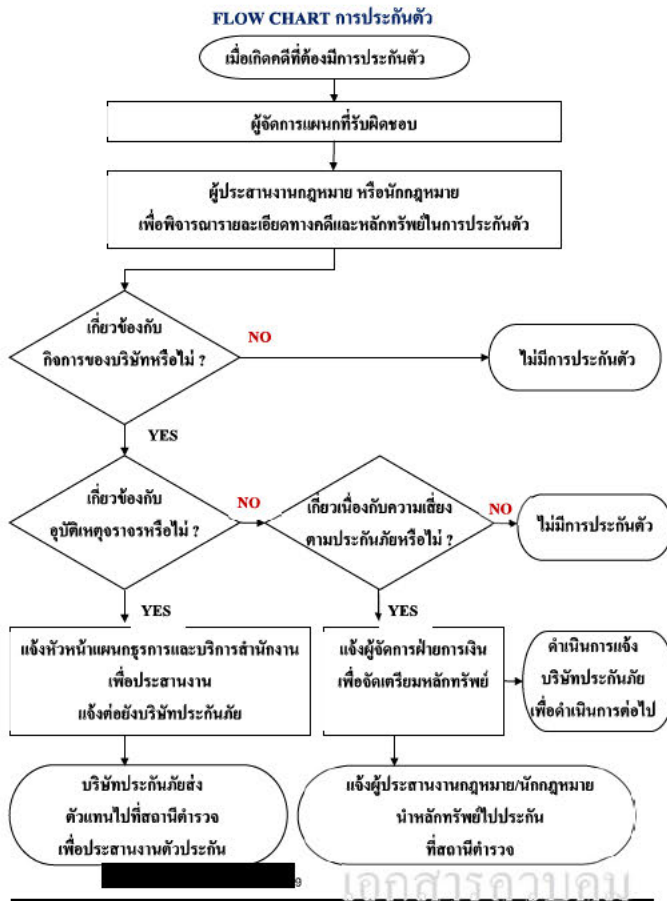 FLOW CHART การประกันตัว
เมื่อเกิดคดีที่ต้องมีการประกันตัว
ผู้จัดการแผนกที่รับผิดชอบ
ผู้ประสานงานกฎหมาย หรือนักกฎหมาย
เพื่อพิจารณารายละเอียดทางคดีและหลักทรัพย์ในการประกันตัว
เกี่ยวข้องกับ
กิจการของบริษัทหรือไม่ ?
NO
ไม่มีการประกันตัว
YES
เกี่ยวข้องกับ
อุบัติเหตุจราจรหรือไม่ ?
NO
เกี่ยวเนื่องกับความเสี่ยง
ตามประกันภัยหรือไม่ ?
NO
ไม่มีการประกันตัว
YES
YES
แจ้งหัวหน้าแผนกธุรการและบริการสำนักงาน
เพื่อประสานงาน
แจ้งต่อยังบริษัทประกันภัย
แจ้งผู้จัดการฝ่ายการเงิน
เพื่อจัดเตรียมหลักทรัพย์
ดำเนินการแจ้ง
บริษัทประกันภัย
เพื่อดำเนินการต่อไป
บริษัทประกันภัยส่ง
ตัวแทนไปที่สถานีตำรวจ
เพื่อประสานงานตัวประกัน
แจ้งผู้ประสานงานกฎหมาย/นักกฎหมาย
นำหลักทรัพย์ไปประกัน
ที่สถานีตำรวจ
9
เอกสารควบคุม